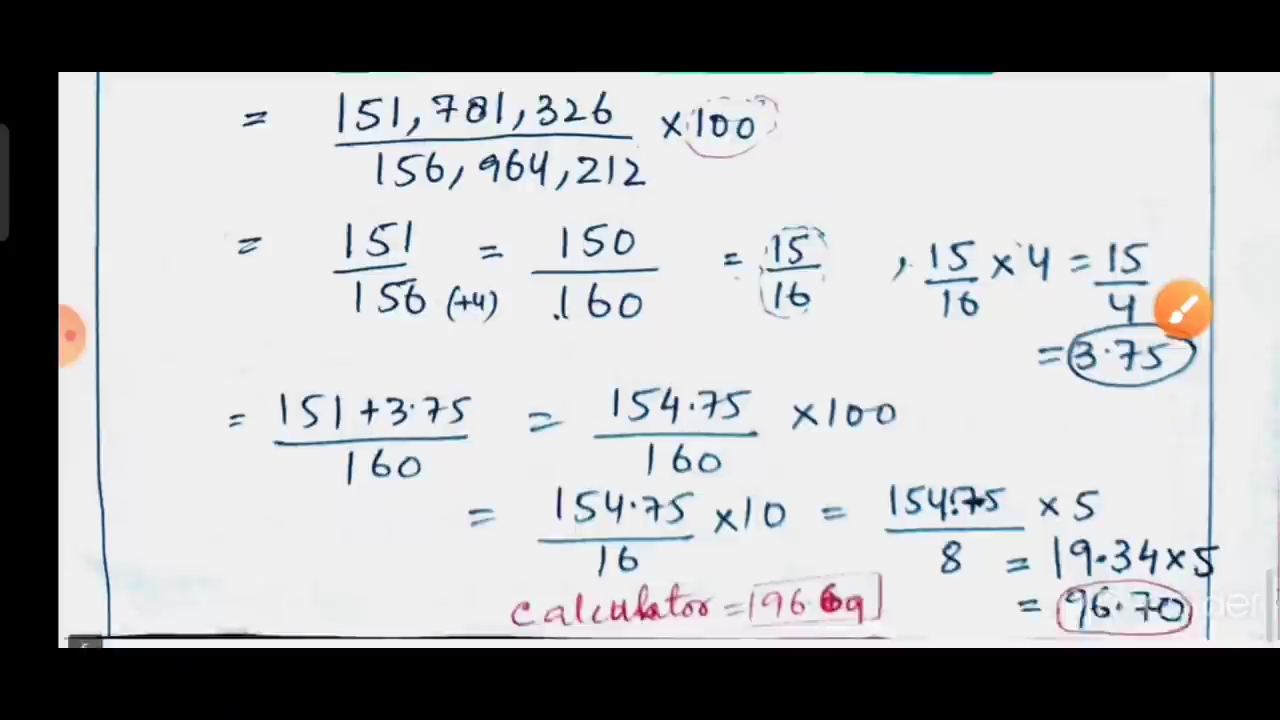 = 151,781,326 / 156,964,212 ×100
= 151 / 156 (+4) = 150 / 160 = 15 / 16 , 15 / 16 × 4 = 15 / 4
= 3.75
= 151+3.75 / 160 = 154.75 / 160 ×100
= 154.75 / 16 ×10 = 154.75 / 8 × 5
= 19.34×5
calculator = 96.69 = 96.70